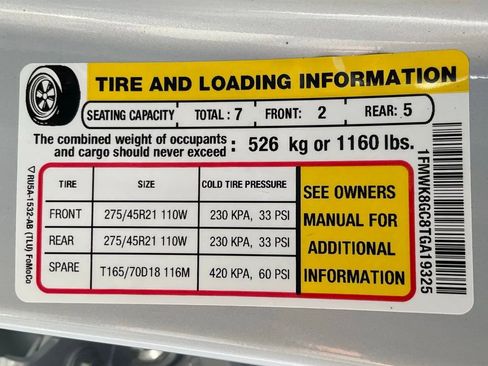 TIRE AND LOADING INFORMATION
SEATING CAPACITY TOTAL : 7 FRONT: 2 REAR: 5
The combined weight of occupants
and cargo should never exceed : 526 kg or 1160 lbs.
TIRE SIZE COLD TIRE PRESSURE
FRONT 275/45R21 110W 230 KPA, 33 PSI
REAR 275/45R21 110W 230 KPA, 33 PSI
SPARE T165/70D18 116M 420 KPA, 60 PSI
SEE OWNERS
MANUAL FOR
ADDITIONAL
INFORMATION
1FMWK8GC8TGA19325
▽ RU5A-1532-AB (TLU) FoMoCo